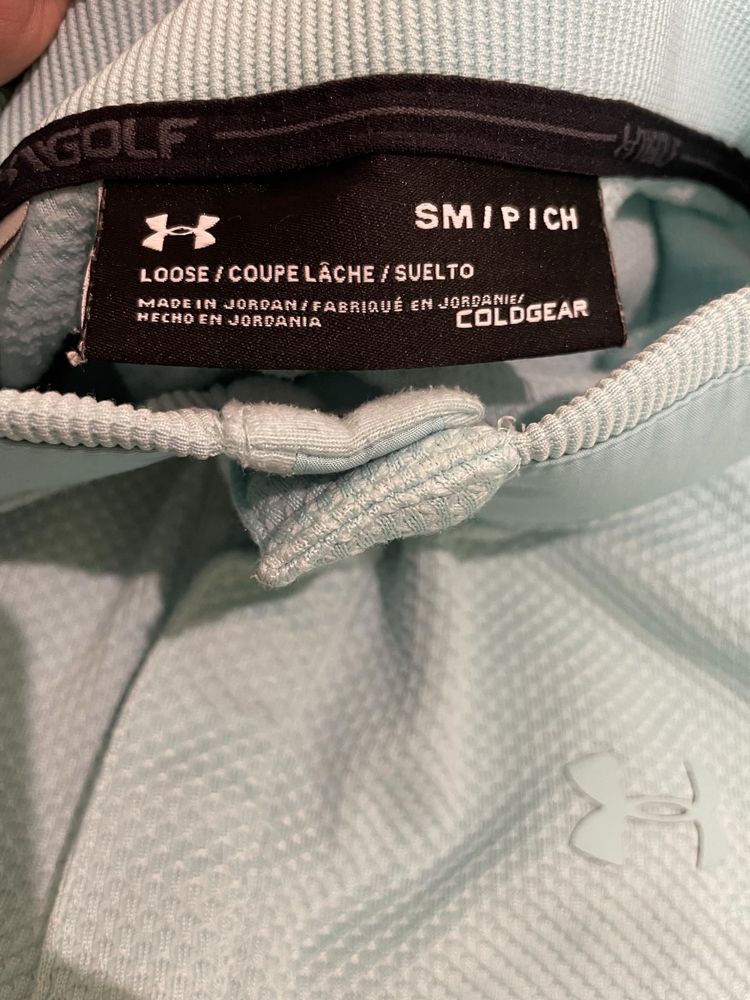 GOLF
SM/P/CH
LOOSE / COUPE LÂCHE / SUELTO
MADE IN JORDAN / FABRIQUÉ EN JORDANIE/
HECHO EN JORDANIA
COLDGEAR